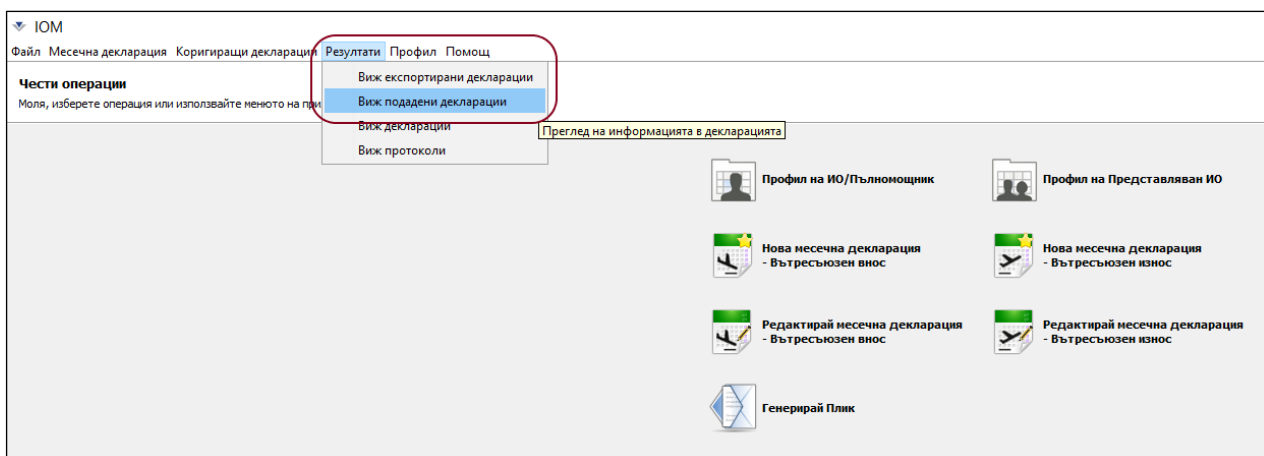 IOM
Файл Месечна декларация Коригиращи декларации Резултати Профил Помощ
Чести операции
Моля, изберете операция или използвайте менюто на при
Виж експортирани декларации
Виж подадени декларации
Виж декларации
Виж протоколи
Преглед на информацията в декларацията
Профил на ИО/Пълномощник
Профил на Представляван ИО
Нова месечна декларация
- Вътресъюзен внос
Нова месечна декларация
- Вътресъюзен износ
Редактирай месечна декларация
- Вътресъюзен внос
Редактирай месечна декларация
- Вътресъюзен износ
Генерирай Плик